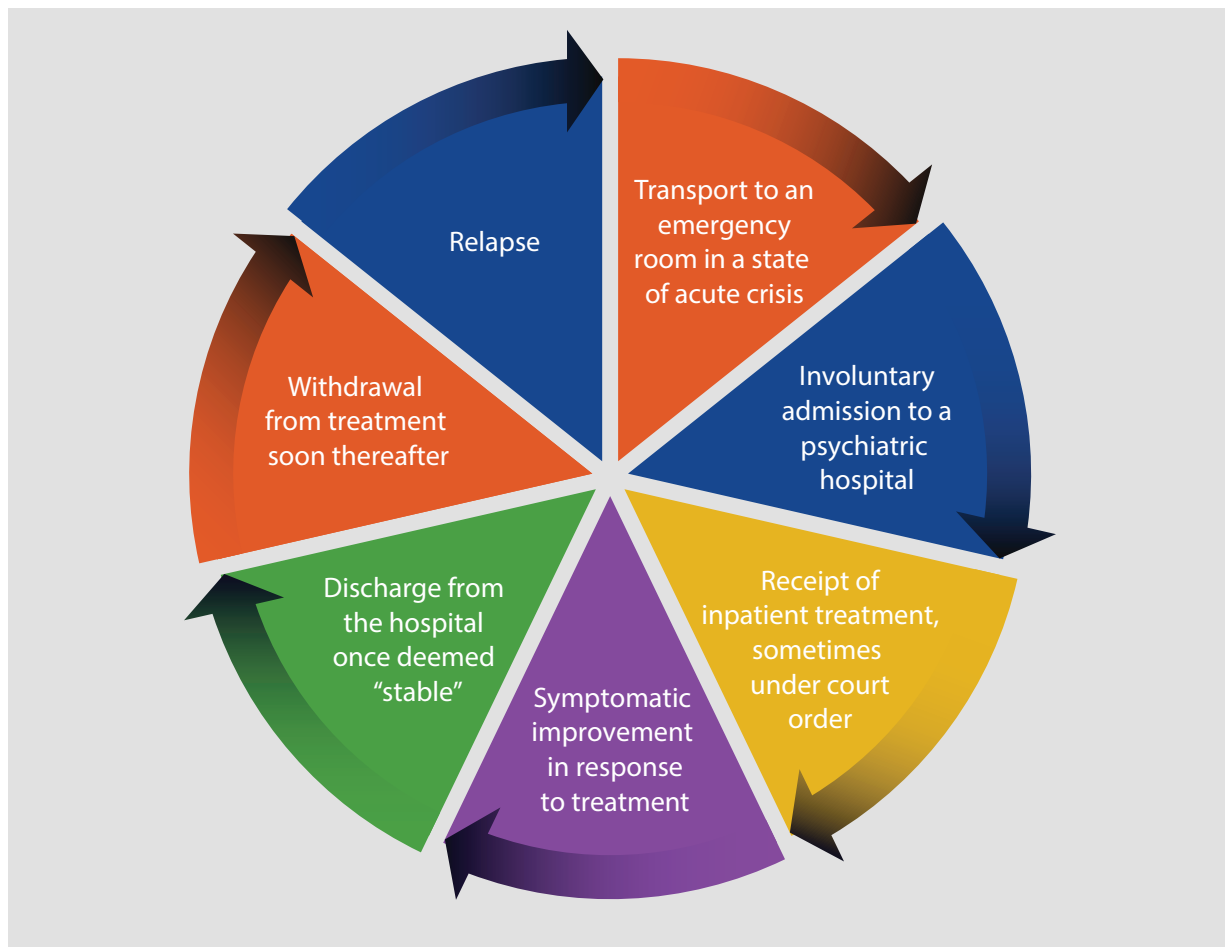 Transport to an
emergency
room in a state
of acute crisis
Involuntary
admission to a
psychiatric
hospital
Receipt of
inpatient treatment,
sometimes
under court
order
Symptomatic
improvement
in response
to treatment
Discharge from
the hospital
once deemed
“stable”
Withdrawal
from treatment
soon thereafter
Relapse